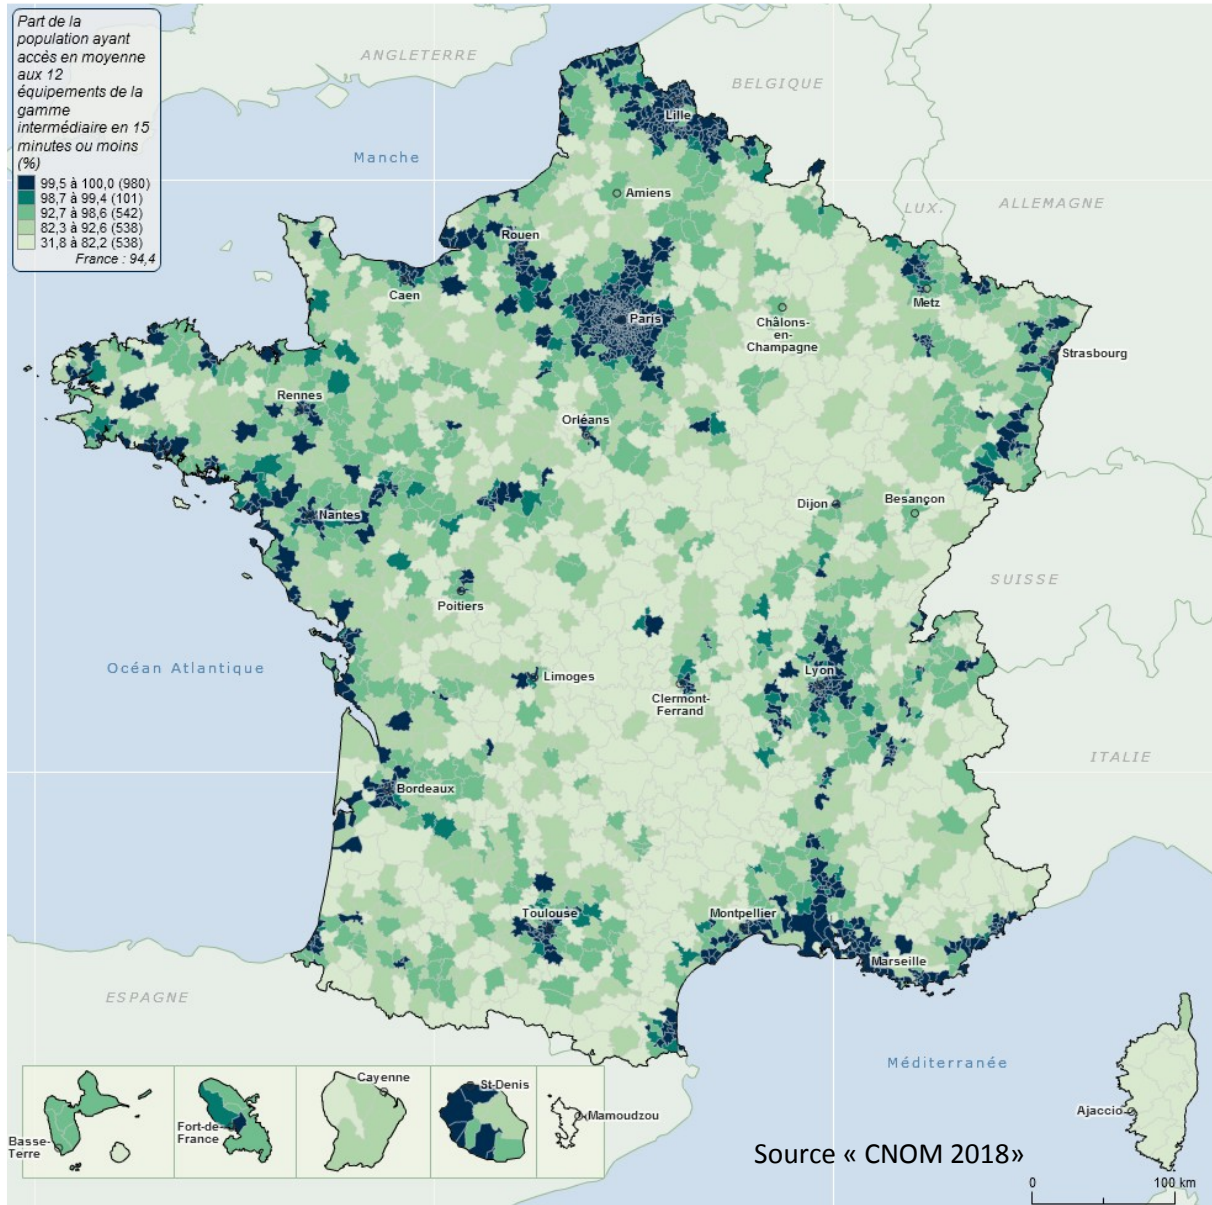 Part de la
population ayant
accès en moyenne
aux 12
équipements de la
gamme
intermédiaire en 15
minutes ou moins
(%)
99,5 à 100,0 (980)
98,7 à 99,4 (101)
92,7 à 98,6 (542)
82,3 à 92,6 (538)
31,8 à 82,2 (538)
France : 94,4
ANGLETERRE
BELGIQUE
Lille
Manche
Amiens
LUX.
ALLEMAGNE
Rouen
Caen
Metz
Paris
Châlons-
en-
Champagne
Strasbourg
Rennes
Orléans
Dijon
Besançon
Nantes
SUISSE
Poitiers
Océan Atlantique
Limoges
Lyon
Clermont-
Ferrand
ITALIE
Bordeaux
Toulouse
Montpellier
Marseille
ESPAGNE
Méditerranée
Cayenne
St-Denis
Mamoudzou
Fort-de-
France
Basse-
Terre
Ajaccio
Source « CNOM 2018»
0 100 km